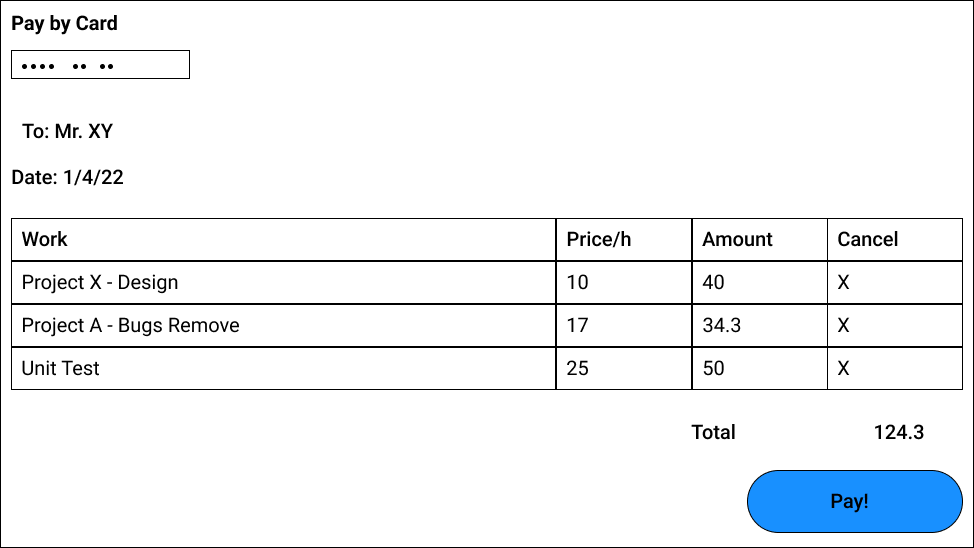 Pay by Card
•••• •• ••
To: Mr. XY
Date: 1/4/22
Work Price/h Amount Cancel
Project X - Design 10 40 X
Project A - Bugs Remove 17 34.3 X
Unit Test 25 50 X
Total 124.3
Pay!